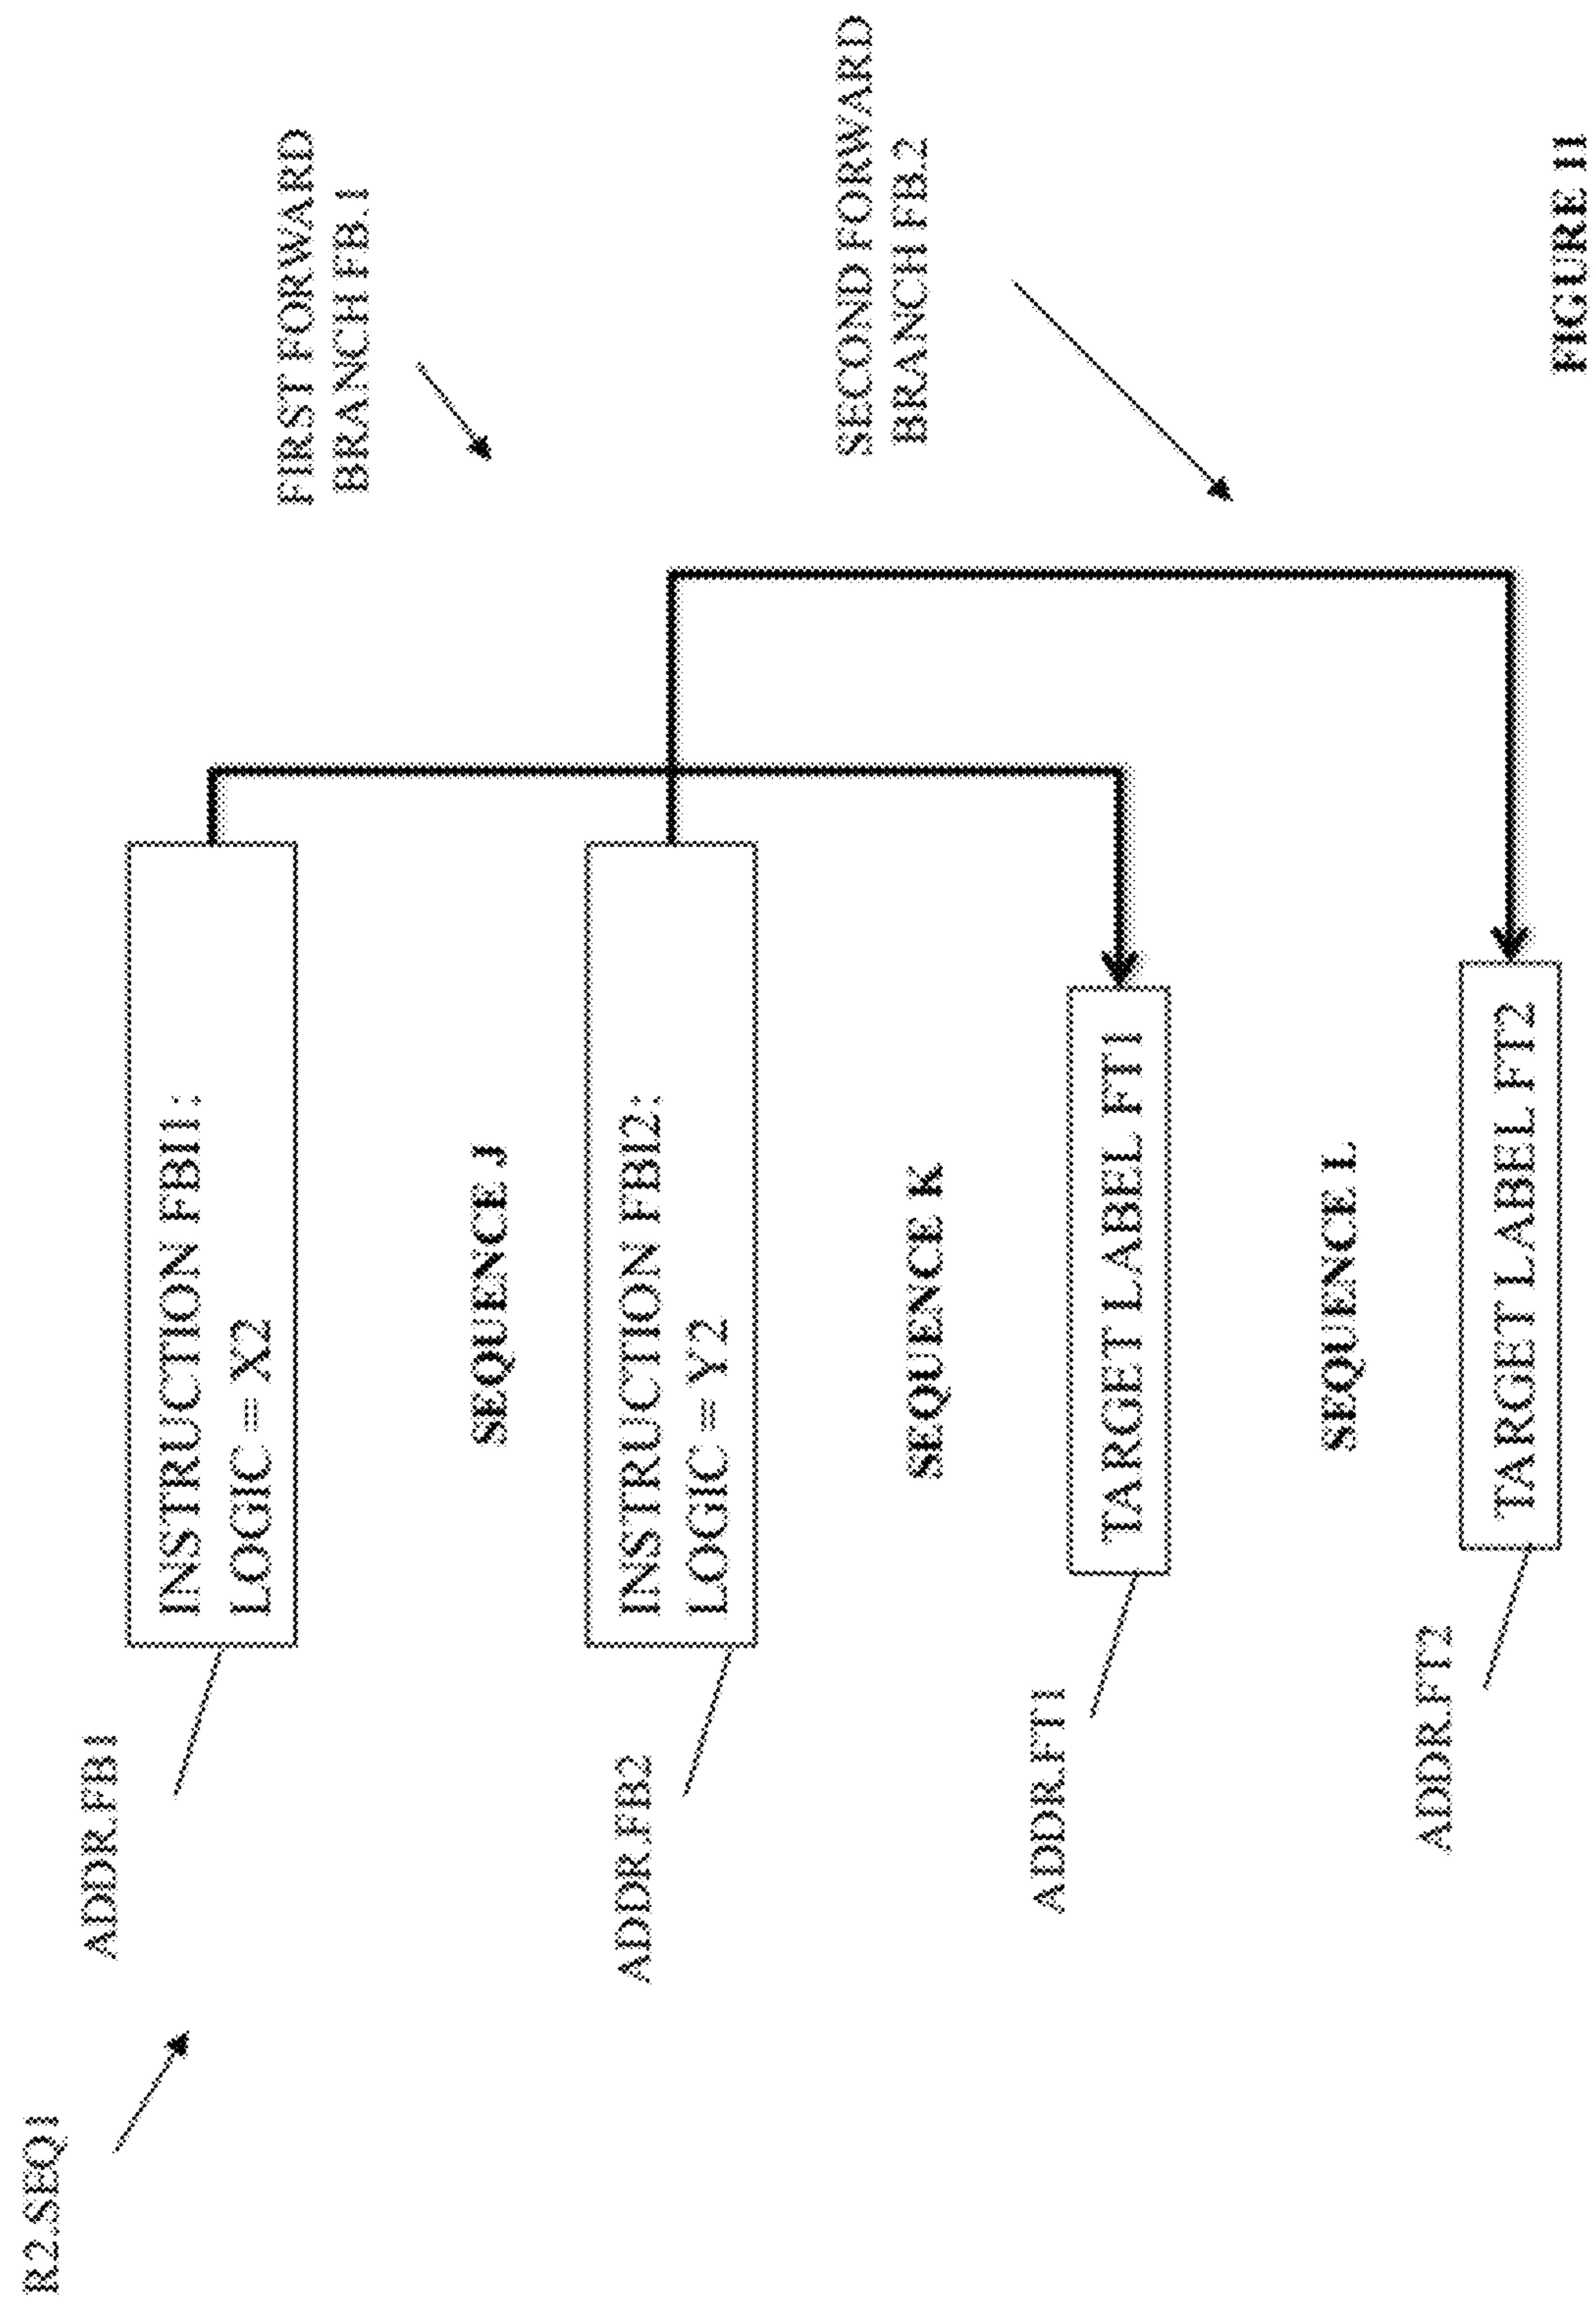 R2.SEQ1
ADDR.FB1
INSTRUCTION FBI1:
LOGIC = X2
FIRST FORWARD
BRANCH FB.1
SEQUENCE J
ADDR.FB2
INSTRUCTION FBI2:
LOGIC = Y2
SECOND FORWARD
BRANCH FB.2
SEQUENCE K
ADDR.FT1
TARGET LABEL FT1
SEQUENCE L
ADDR.FT2
TARGET LABEL FT2
FIGURE 11